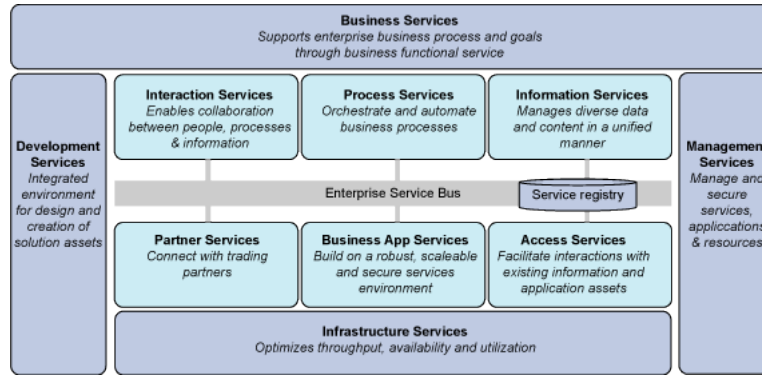 Business Services
Supports enterprise business process and goals
through business functional service
Interaction Services
Enables collaboration
between people, processes
& information
Process Services
Orchestrate and automate
business processes
Information Services
Manages diverse data
and content in a unified
manner
Development
Services
Integrated
environment
for design and
creation of
solution assets
Management
Services
Manage and
secure
services,
applications
& resources
Enterprise Service Bus
Service registry
Partner Services
Connect with trading
partners
Business App Services
Build on a robust, scaleable
and secure services
environment
Access Services
Facilitate interactions with
existing information and
application assets
Infrastructure Services
Optimizes throughput, availability and utilization